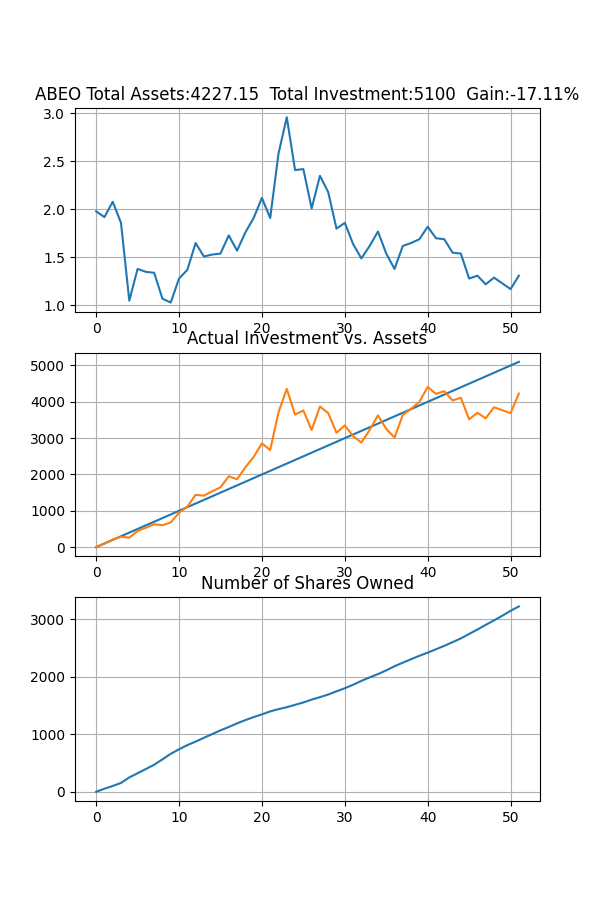 ABEO Total Assets:4227.15  Total Investment:5100  Gain:-17.11%
3.0
2.5
2.0
1.5
1.0
0 10 20 30 40 50
Actual Investment vs. Assets
5000
4000
3000
2000
1000
0
0 10 20 30 40 50
Number of Shares Owned
3000
2000
1000
0
0 10 20 30 40 50